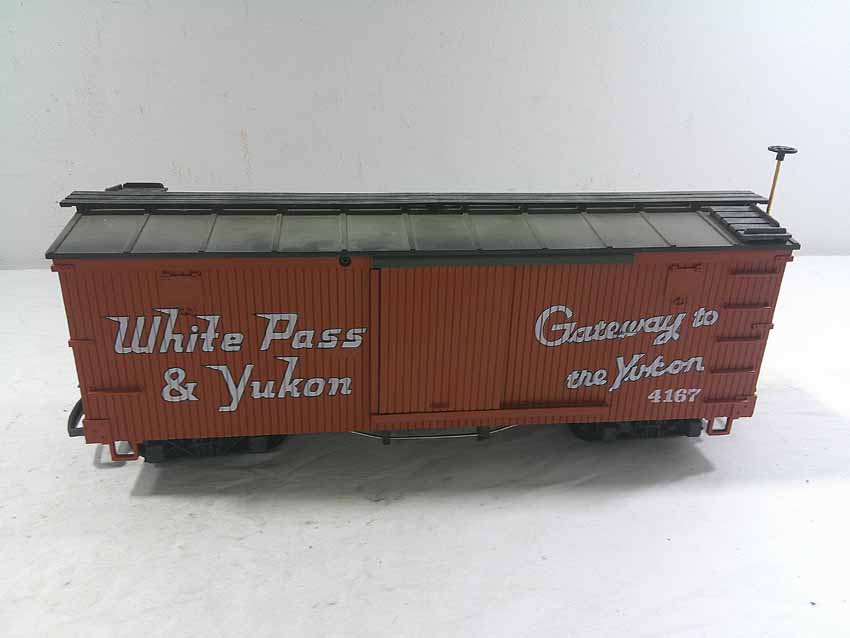 White Pass
& Yukon
Gateway to
the Yukon
4167